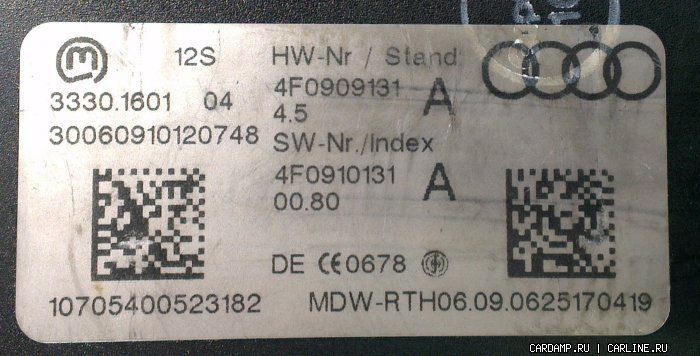 12S
3330.1601 04
30060910120748
HW-Nr / Stand
4F0909131 A
4.5
SW-Nr./Index
4F0910131 A
00.80
DE CE0678
10705400523182
MDW-RTH06.09.0625170419
CARDAMP.RU | CARLINE.RU